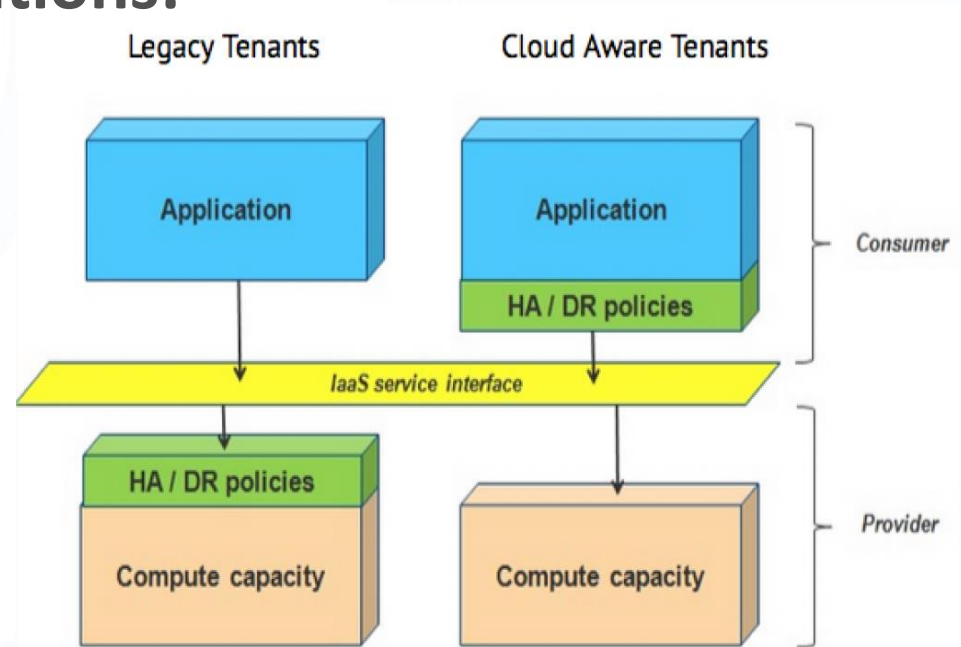 Legacy Tenants
Cloud Aware Tenants
Application
Application
Consumer
HA / DR policies
IaaS service interface
HA / DR policies
Provider
Compute capacity
Compute capacity